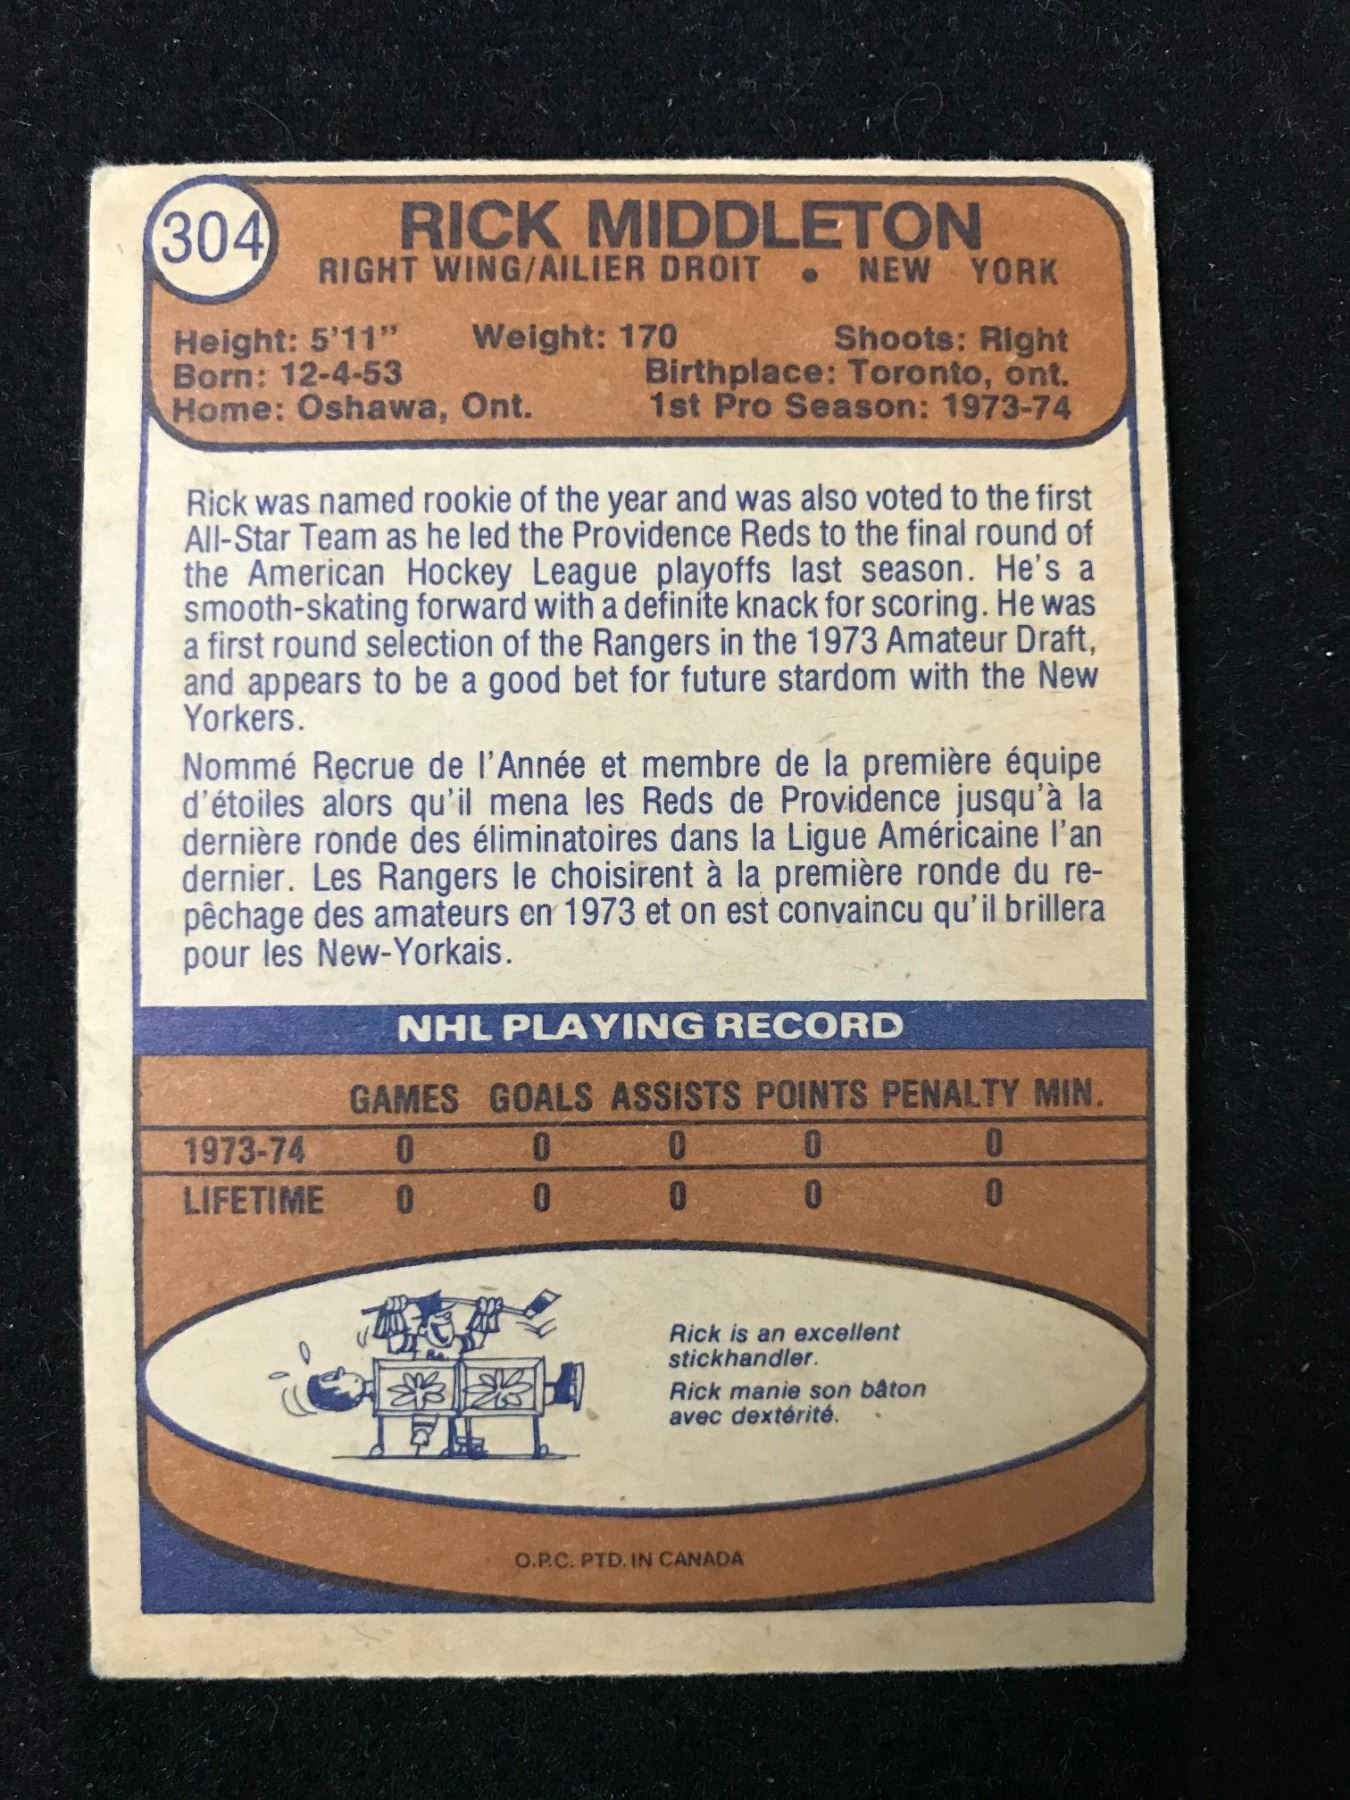 304
RICK MIDDLETON
RIGHT WING/AILIER DROIT • NEW YORK
Height: 5'11" Weight: 170 Shoots: Right
Born: 12-4-53 Birthplace: Toronto, ont.
Home: Oshawa, Ont. 1st Pro Season: 1973-74
Rick was named rookie of the year and was also voted to the first
All-Star Team as he led the Providence Reds to the final round of
the American Hockey League playoffs last season. He's a
smooth-skating forward with a definite knack for scoring. He was
a first round selection of the Rangers in the 1973 Amateur Draft,
and appears to be a good bet for future stardom with the New
Yorkers.
Nommé Recrue de l'Année et membre de la première équipe
d'étoiles alors qu'il mena les Reds de Providence jusqu'à la
dernière ronde des éliminatoires dans la Ligue Américaine l'an
dernier. Les Rangers le choisirent à la première ronde du re-
pêchage des amateurs en 1973 et on est convaincu qu'il brillera
pour les New-Yorkais.
NHL PLAYING RECORD
GAMES GOALS ASSISTS POINTS PENALTY MIN.
1973-74 0 0 0 0 0
LIFETIME 0 0 0 0 0
Rick is an excellent
stickhandler.
Rick manie son bâton
avec dextérité.
O.P.C. PTD. IN CANADA